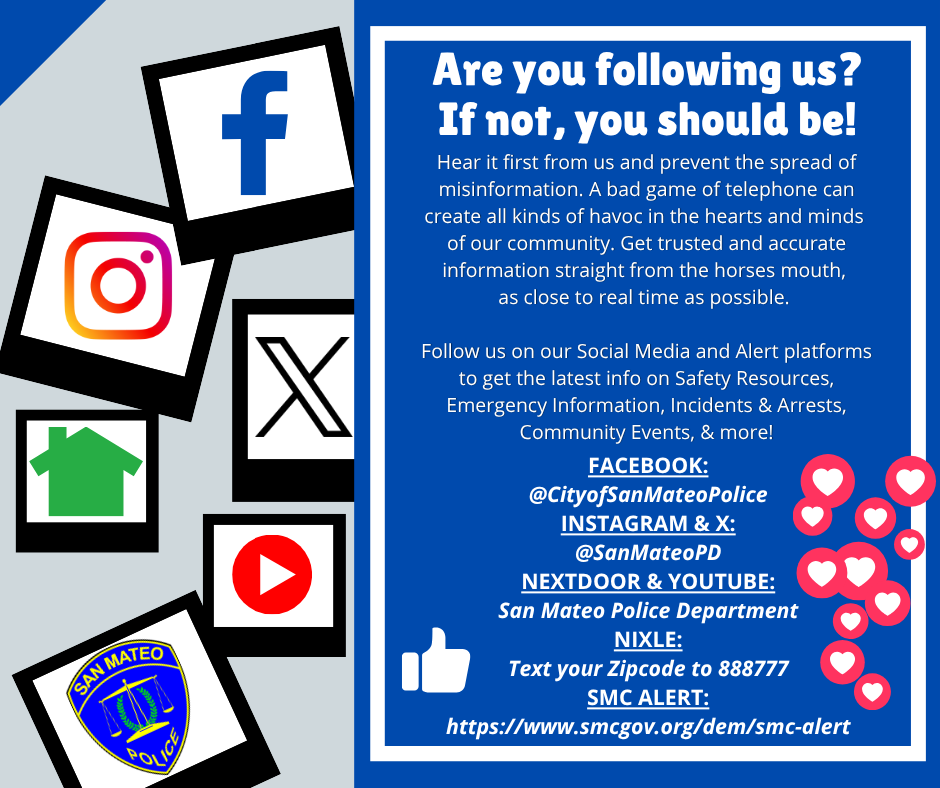 Are you following us?
If not, you should be!
Hear it first from us and prevent the spread of
misinformation. A bad game of telephone can
create all kinds of havoc in the hearts and minds
of our community. Get trusted and accurate
information straight from the horses mouth,
as close to real time as possible.
Follow us on our Social Media and Alert platforms
to get the latest info on Safety Resources,
Emergency Information, Incidents & Arrests,
Community Events, & more!
FACEBOOK:
@CityofSanMateoPolice
INSTAGRAM & X:
@SanMateoPD
NEXTDOOR & YOUTUBE:
San Mateo Police Department
NIXLE:
Text your Zipcode to 888777
SMC ALERT:
https://www.smcgov.org/dem/smc-alert
SAN MATEO
POLICE